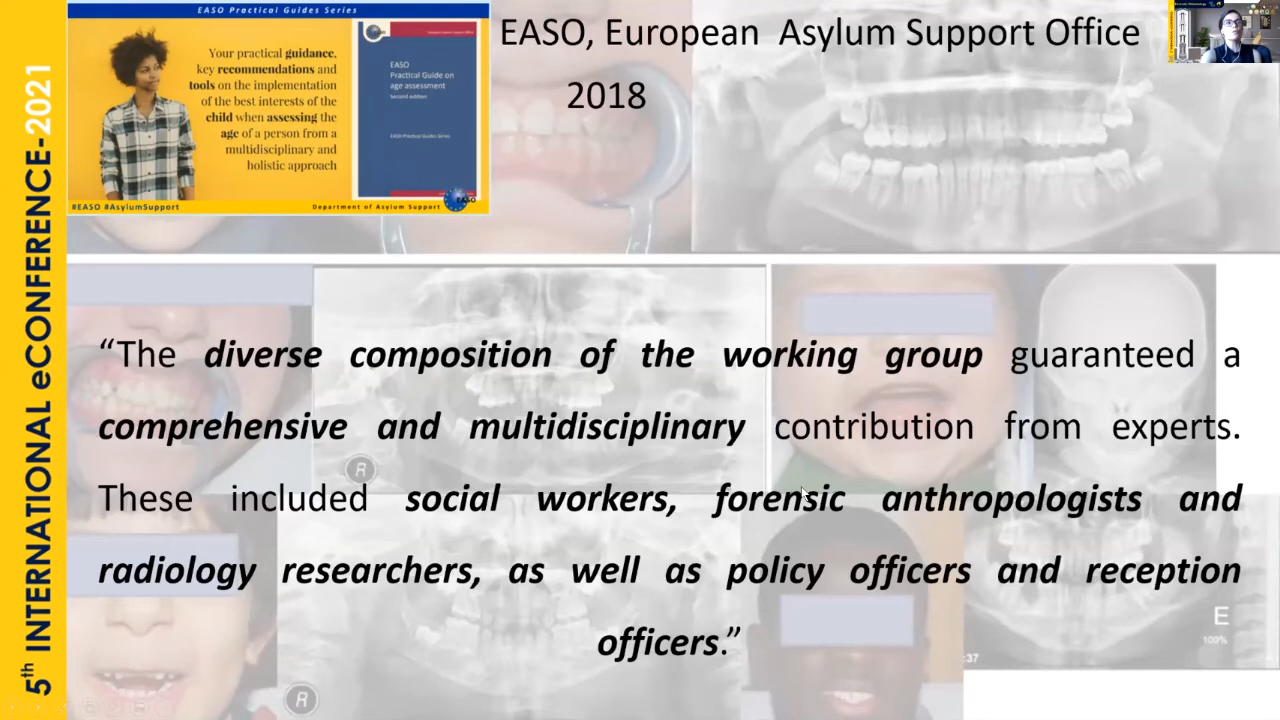 5th INTERNATIONAL eCONFERENCE-2021
EASO Practical Guides Series
Your practical guidance,
key recommendations and
tools on the implementation
of the best interests of the
child when assessing the
age of a person from a
multidisciplinary and
holistic approach
EASO
Practical Guide on
age assessment
Second edition
EASO Practical Guides Series
#EASO #AsylumSupport
Department of Asylum Support
EASO
EASO, European Asylum Support Office
2018
“The diverse composition of the working group guaranteed a
comprehensive and multidisciplinary contribution from experts.
These included social workers, forensic anthropologists and
radiology researchers, as well as policy officers and reception
officers.”
R
R
E
100%
:37